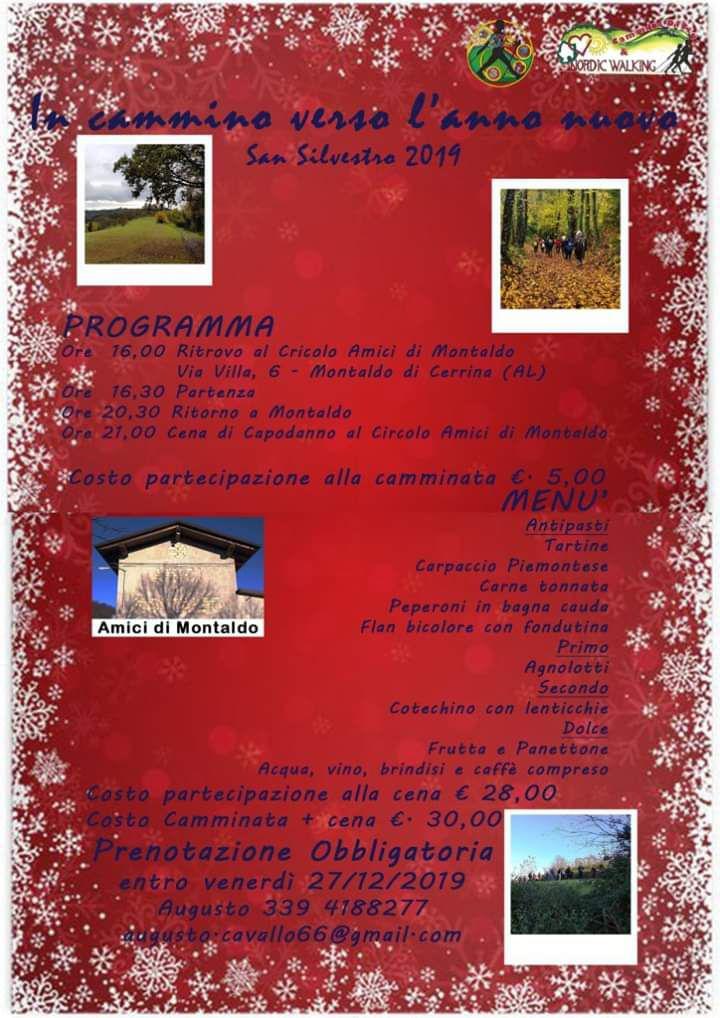 NORDIC WALKING
In cammino verso l'anno nuovo
San Silvestro 2019
PROGRAMMA
Ore 16,00 Ritrovo al Cricolo Amici di Montaldo
Via Villa, 6 - Montaldo di Cerrina (AL)
Ore 16,30 Partenza
Ore 20,30 Ritorno a Montaldo
Ore 21,00 Cena di Capodanno al Circolo Amici di Montaldo
Costo partecipazione alla camminata €. 5,00
MENU'
Antipasti
Tartine
Carpaccio Piemontese
Carne tonnata
Peperoni in bagna cauda
Flan bicolore con fondutina
Primo
Agnolotti
Secondo
Cotechino con lenticchie
Dolce
Frutta e Panettone
Acqua, vino, brindisi e caffè compreso
Amici di Montaldo
Costo partecipazione alla cena € 28,00
Costo Camminata + cena €. 30,00
Prenotazione Obbligatoria
entro venerdì 27/12/2019
Augusto 339 4188277
augusto.cavallo66@gmail.com